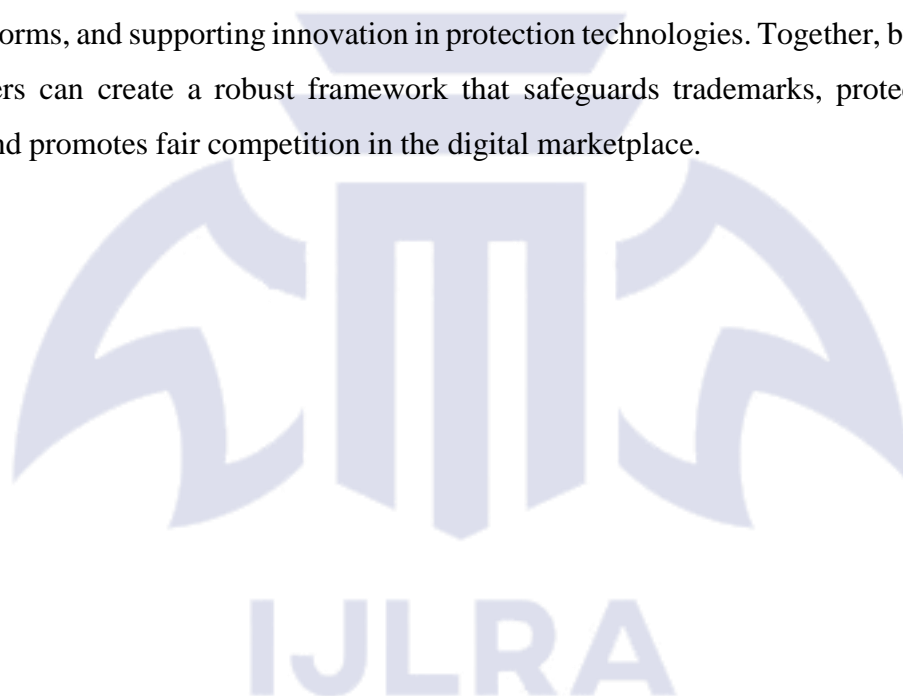 orms, and supporting innovation in protection technologies. Together, b
ers can create a robust framework that safeguards trademarks, prote
nd promotes fair competition in the digital marketplace.
IJLRA